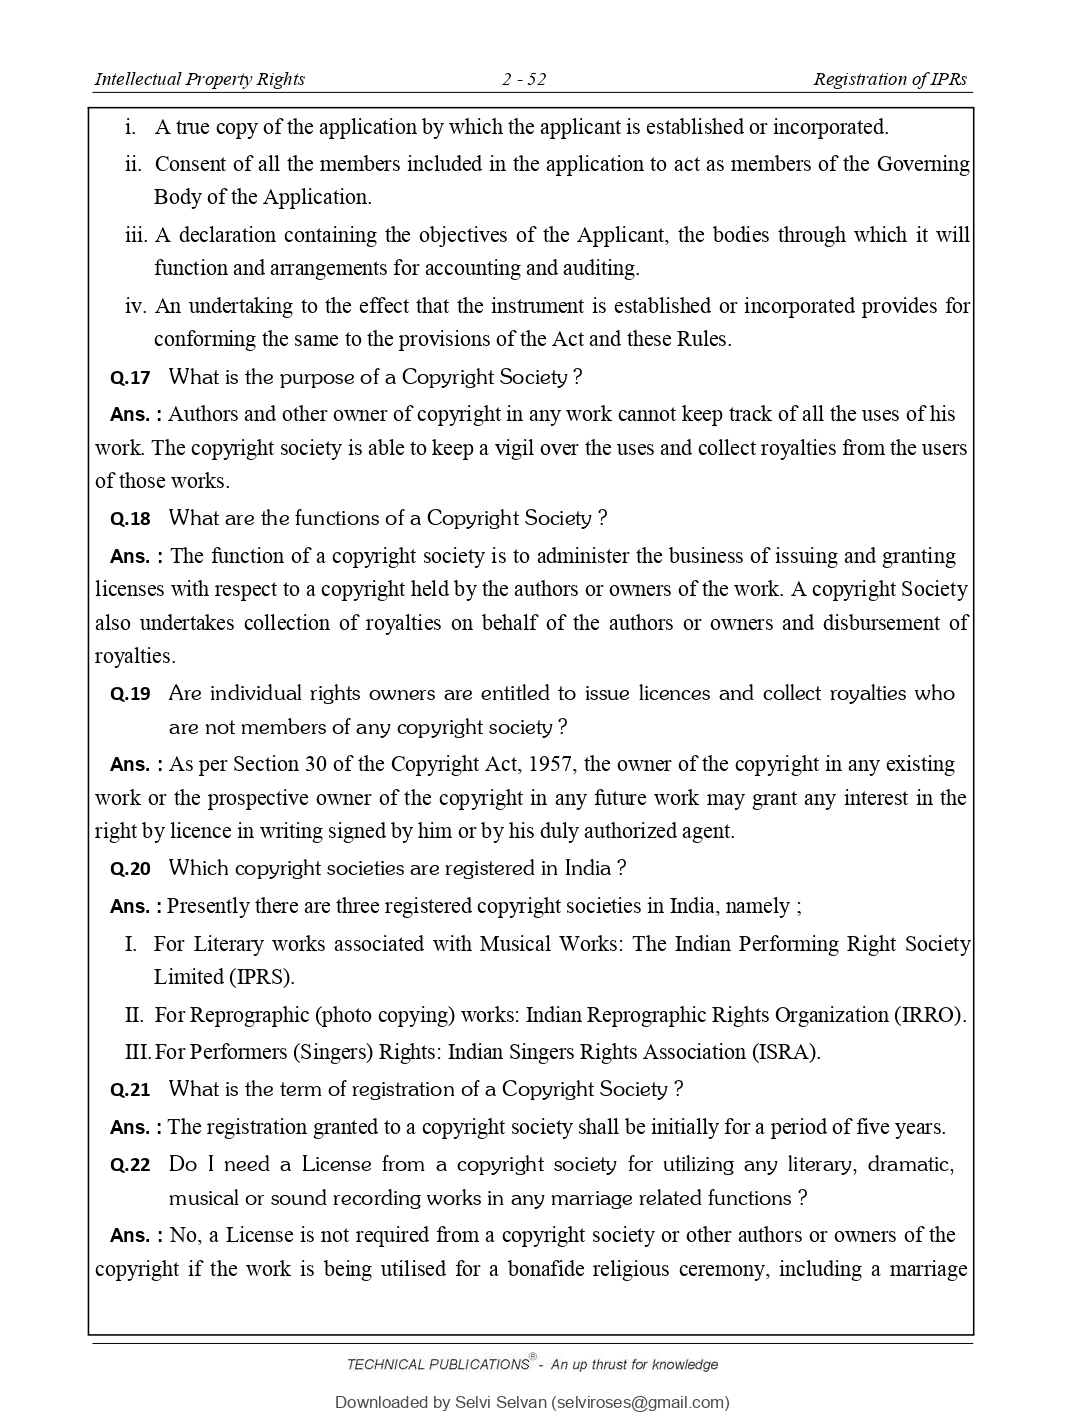 Intellectual Property Rights 2 - 52 Registration of IPRs
i. A true copy of the application by which the applicant is established or incorporated.
ii. Consent of all the members included in the application to act as members of the Governing
Body of the Application.
iii. A declaration containing the objectives of the Applicant, the bodies through which it will
function and arrangements for accounting and auditing.
iv. An undertaking to the effect that the instrument is established or incorporated provides for
conforming the same to the provisions of the Act and these Rules.
Q.17 What is the purpose of a Copyright Society ?
Ans. : Authors and other owner of copyright in any work cannot keep track of all the uses of his
work. The copyright society is able to keep a vigil over the uses and collect royalties from the users
of those works.
Q.18 What are the functions of a Copyright Society ?
Ans. : The function of a copyright society is to administer the business of issuing and granting
licenses with respect to a copyright held by the authors or owners of the work. A copyright Society
also undertakes collection of royalties on behalf of the authors or owners and disbursement of
royalties.
Q.19 Are individual rights owners are entitled to issue licences and collect royalties who
are not members of any copyright society ?
Ans. : As per Section 30 of the Copyright Act, 1957, the owner of the copyright in any existing
work or the prospective owner of the copyright in any future work may grant any interest in the
right by licence in writing signed by him or by his duly authorized agent.
Q.20 Which copyright societies are registered in India ?
Ans. : Presently there are three registered copyright societies in India, namely ;
I. For Literary works associated with Musical Works: The Indian Performing Right Society
Limited (IPRS).
II. For Reprographic (photo copying) works: Indian Reprographic Rights Organization (IRRO).
III. For Performers (Singers) Rights: Indian Singers Rights Association (ISRA).
Q.21 What is the term of registration of a Copyright Society ?
Ans. : The registration granted to a copyright society shall be initially for a period of five years.
Q.22 Do I need a License from a copyright society for utilizing any literary, dramatic,
musical or sound recording works in any marriage related functions ?
Ans. : No, a License is not required from a copyright society or other authors or owners of the
copyright if the work is being utilised for a bonafide religious ceremony, including a marriage
TECHNICAL PUBLICATIONS® - An up thrust for knowledge
Downloaded by Selvi Selvan (selviroses@gmail.com)